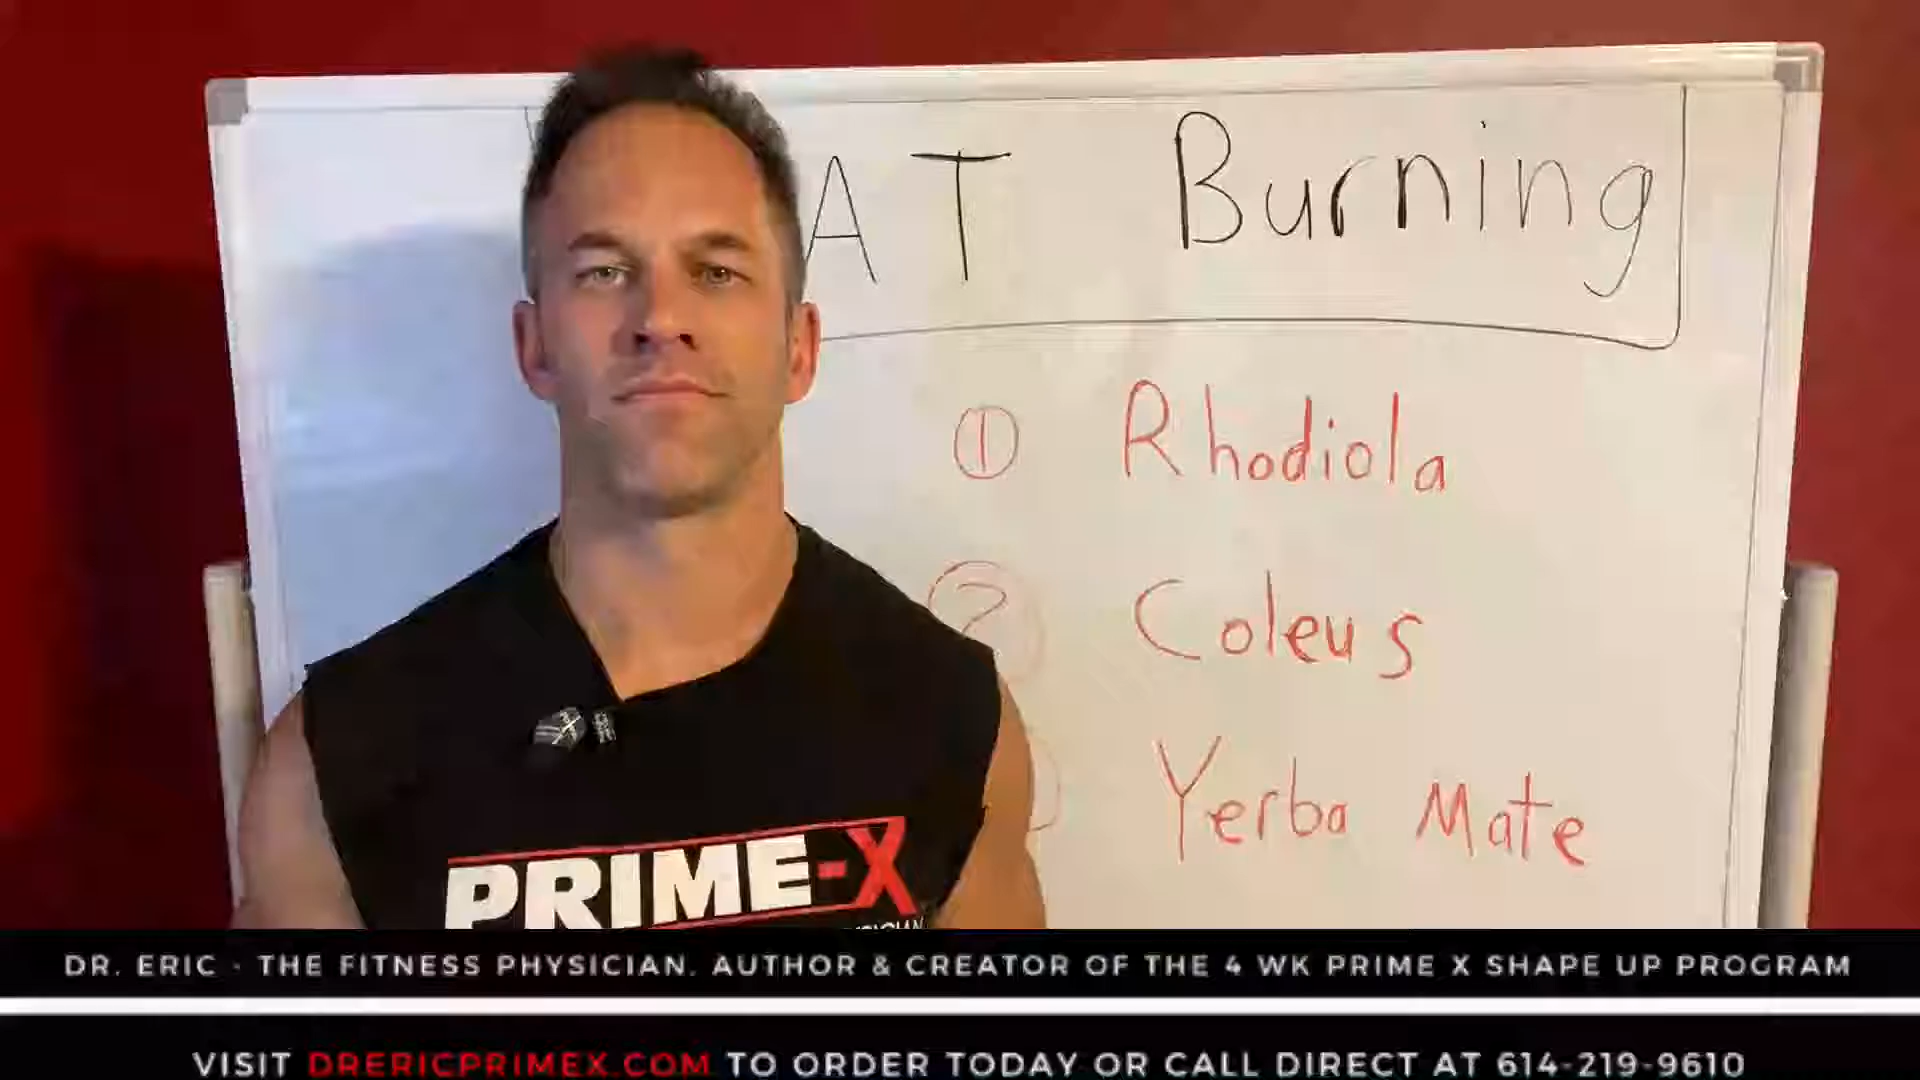 AT Burning
① Rhodiola
② Coleus
Yerba Mate
PRIME-X
DR. ERIC - THE FITNESS PHYSICIAN. AUTHOR & CREATOR OF THE 4 WK PRIME X SHAPE UP PROGRAM
VISIT DRERICPRIMEX.COM TO ORDER TODAY OR CALL DIRECT AT 614-219-9610